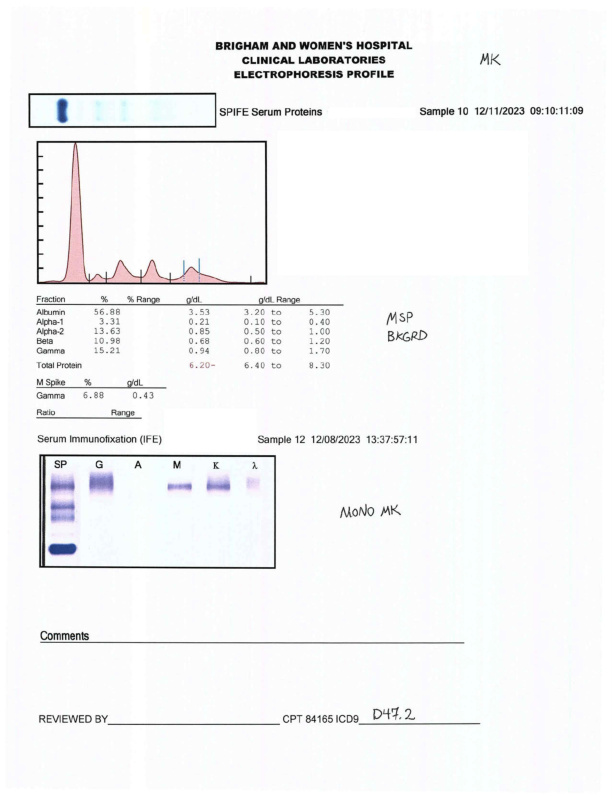 BRIGHAM AND WOMEN'S HOSPITAL
CLINICAL LABORATORIES
ELECTROPHORESIS PROFILE
MK
SPIFE Serum Proteins Sample 10 12/11/2023 09:10:11:09
Fraction % % Range g/dL g/dL Range
Albumin 56.88 3.53 3.20 to 5.30
Alpha-1 3.31 0.21 0.10 to 0.40
Alpha-2 13.63 0.85 0.50 to 1.00
Beta 10.98 0.68 0.60 to 1.20
Gamma 15.21 0.94 0.80 to 1.70
Total Protein 6.20- 6.40 to 8.30
MSP
BKGRD
M Spike % g/dL
Gamma 6.88 0.43
Ratio Range
Serum Immunofixation (IFE) Sample 12 12/08/2023 13:37:57:11
SP G A M K λ
MONO MK
Comments
REVIEWED BY CPT 84165 ICD9 D47.2